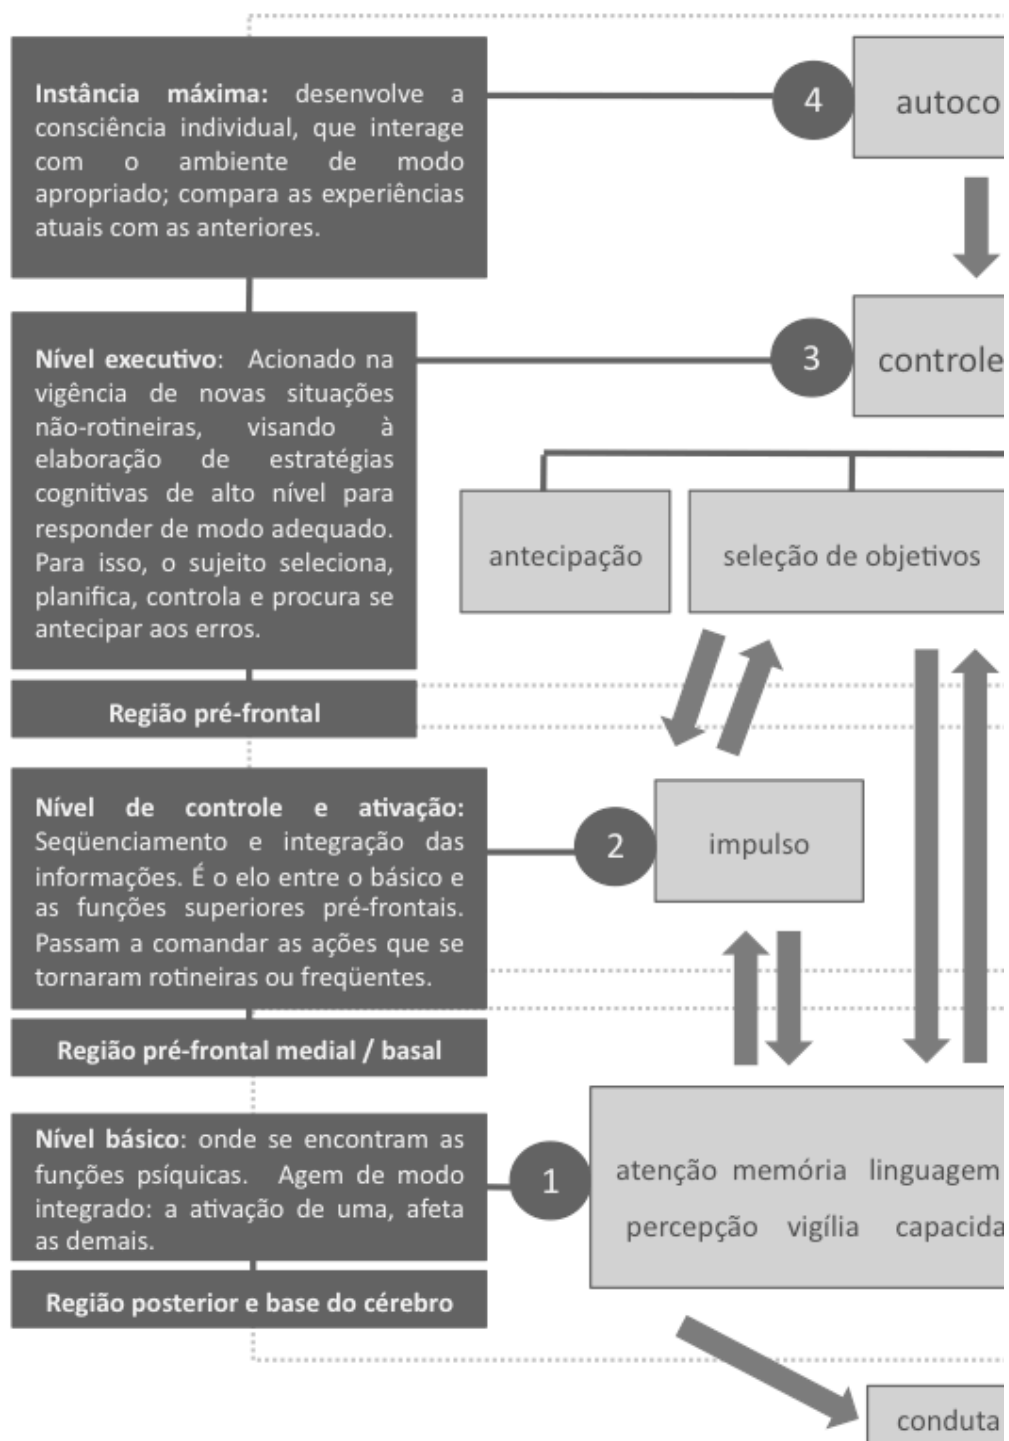 Instância máxima: desenvolve a
consciência individual, que interage
com o ambiente de modo
apropriado; compara as experiências
atuais com as anteriores.
4
autoco
Nível executivo: Acionado na
vigência de novas situações
não-rotineiras, visando à
elaboração de estratégias
cognitivas de alto nível para
responder de modo adequado.
Para isso, o sujeito seleciona,
planifica, controla e procura se
antecipar aos erros.
3
controle
antecipação
seleção de objetivos
Região pré-frontal
Nível de controle e ativação:
Seqüenciamento e integração das
informações. É o elo entre o básico e
as funções superiores pré-frontais.
Passam a comandar as ações que se
tornaram rotineiras ou freqüentes.
2
impulso
Região pré-frontal medial / basal
Nível básico: onde se encontram as
funções psíquicas. Agem de modo
integrado: a ativação de uma, afeta
as demais.
1
atenção memória linguagem
percepção vigília capacida
Região posterior e base do cérebro
conduta